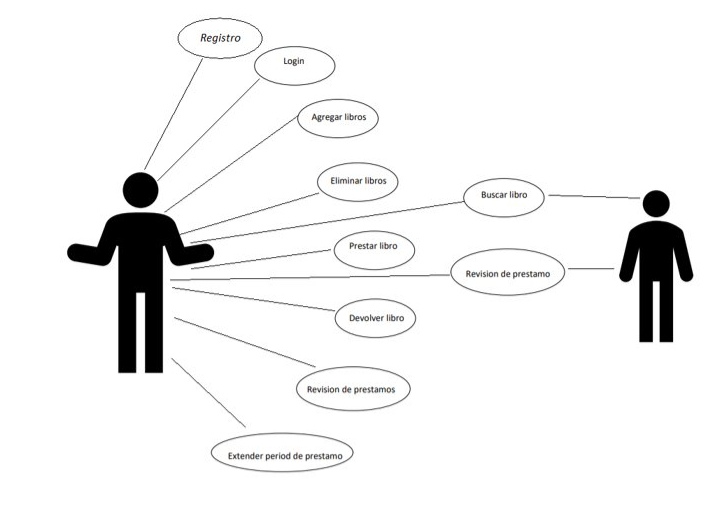 Registro
Login
Agregar libros
Eliminar libros
Buscar libro
Prestar libro
Revision de prestamo
Devolver libro
Revision de prestamos
Extender period de prestamo